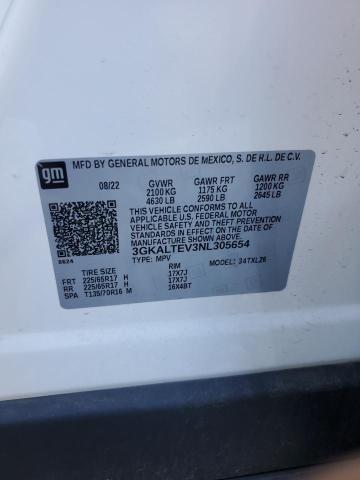 gm
MFD BY GENERAL MOTORS DE MEXICO, S. DE R.L. DE C.V.
08/22 GVWR GAWR FRT GAWR RR
2100 KG 1175 KG 1200 KG
4630 LB 2590 LB 2645 LB
THIS VEHICLE CONFORMS TO ALL
APPLICABLE U.S. FEDERAL MOTOR
VEHICLE SAFETY AND THEFT
PREVENTION STANDARDS IN EFFECT
ON THE DATE OF MANUFACTURE
SHOWN ABOVE.
3GKALTEV3NL305654
TYPE: MPV MODEL: 34TXL26
RIM
FRT 225/65R17 H 17X7J
RR 225/65R17 H 17X7J
SPA T135/70R16 M 16X4BT